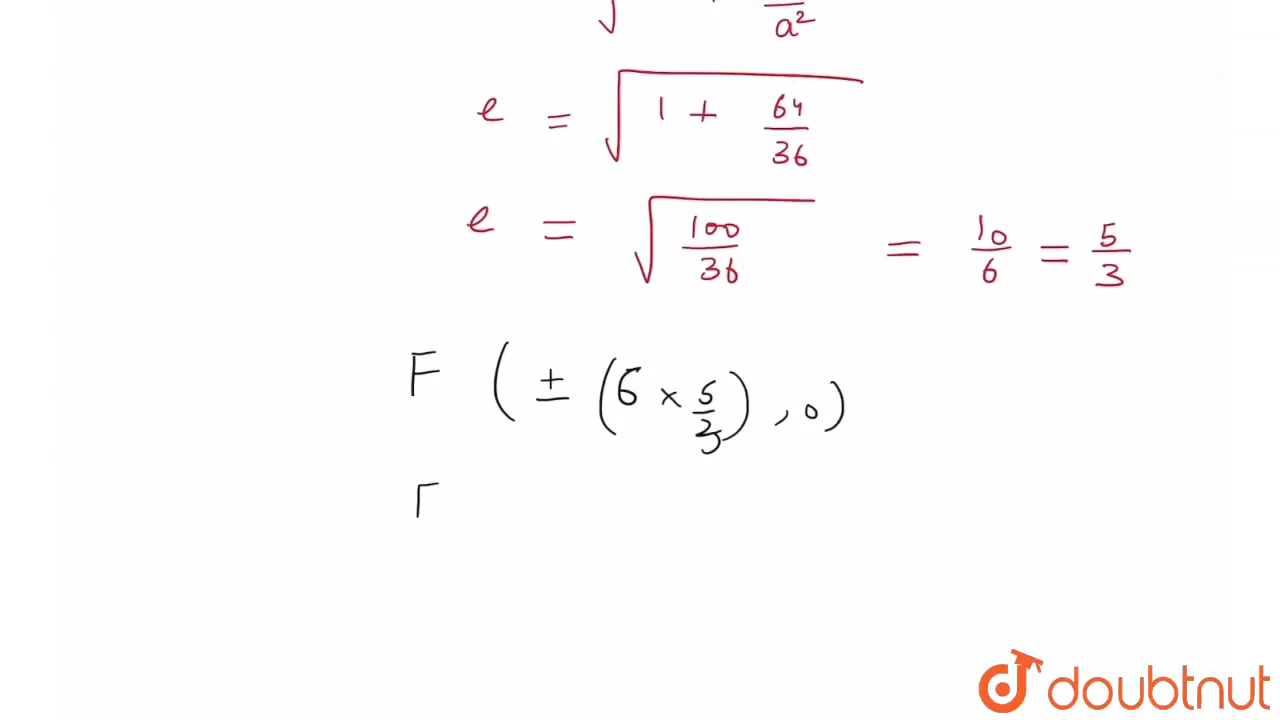 √ a²
e = √(1 + 64/36)
e = √(100/36) = 10/6 = 5/3
F (± (6 × 5/3), 0)
doubtnut